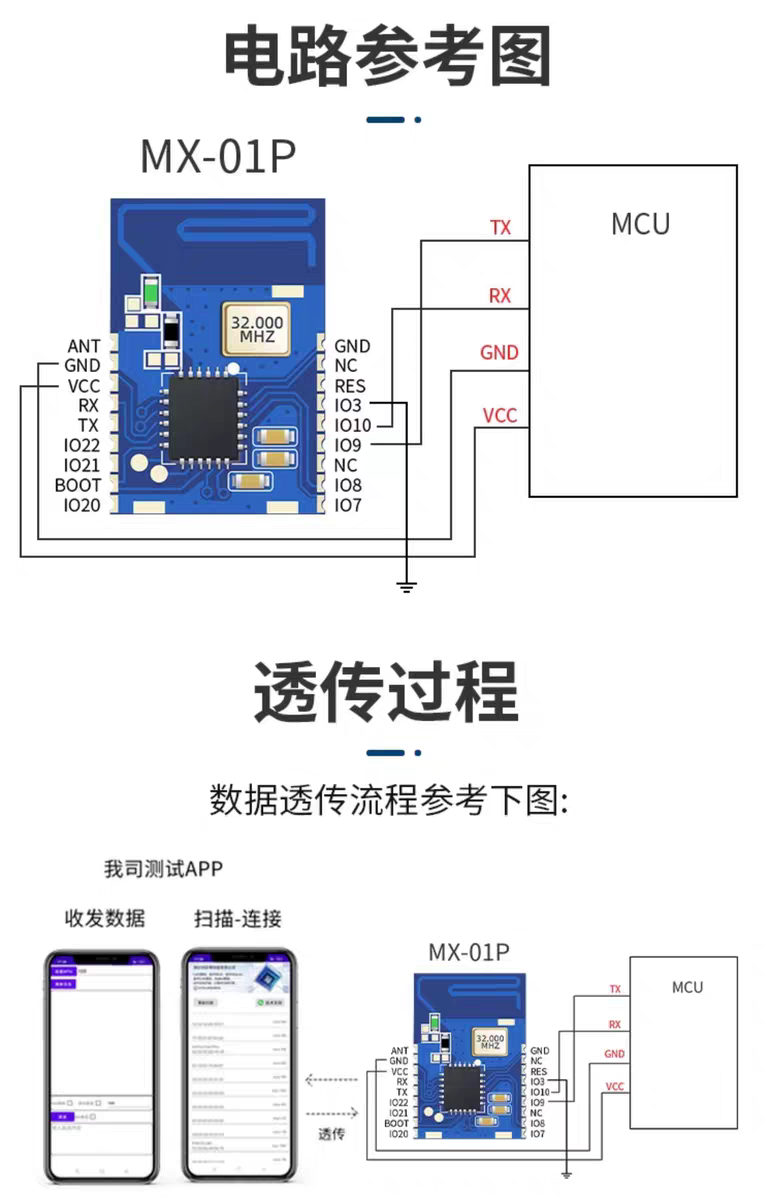 电路参考图
MX-01P
MCU
TX
RX
GND
VCC
32.000
MHZ
ANT
GND
VCC
RX
TX
IO22
IO21
BOOT
IO20
GND
NC
RES
IO3
IO10
IO9
NC
IO8
IO7
透传过程
数据透传流程参考下图:
我司测试APP
收发数据
扫描-连接
透传
MX-01P
MCU
TX
RX
GND
VCC
32.000
MHZ
ANT
GND
VCC
RX
TX
IO22
IO21
BOOT
IO20
GND
NC
RES
IO3
IO10
IO9
NC
IO8
IO7